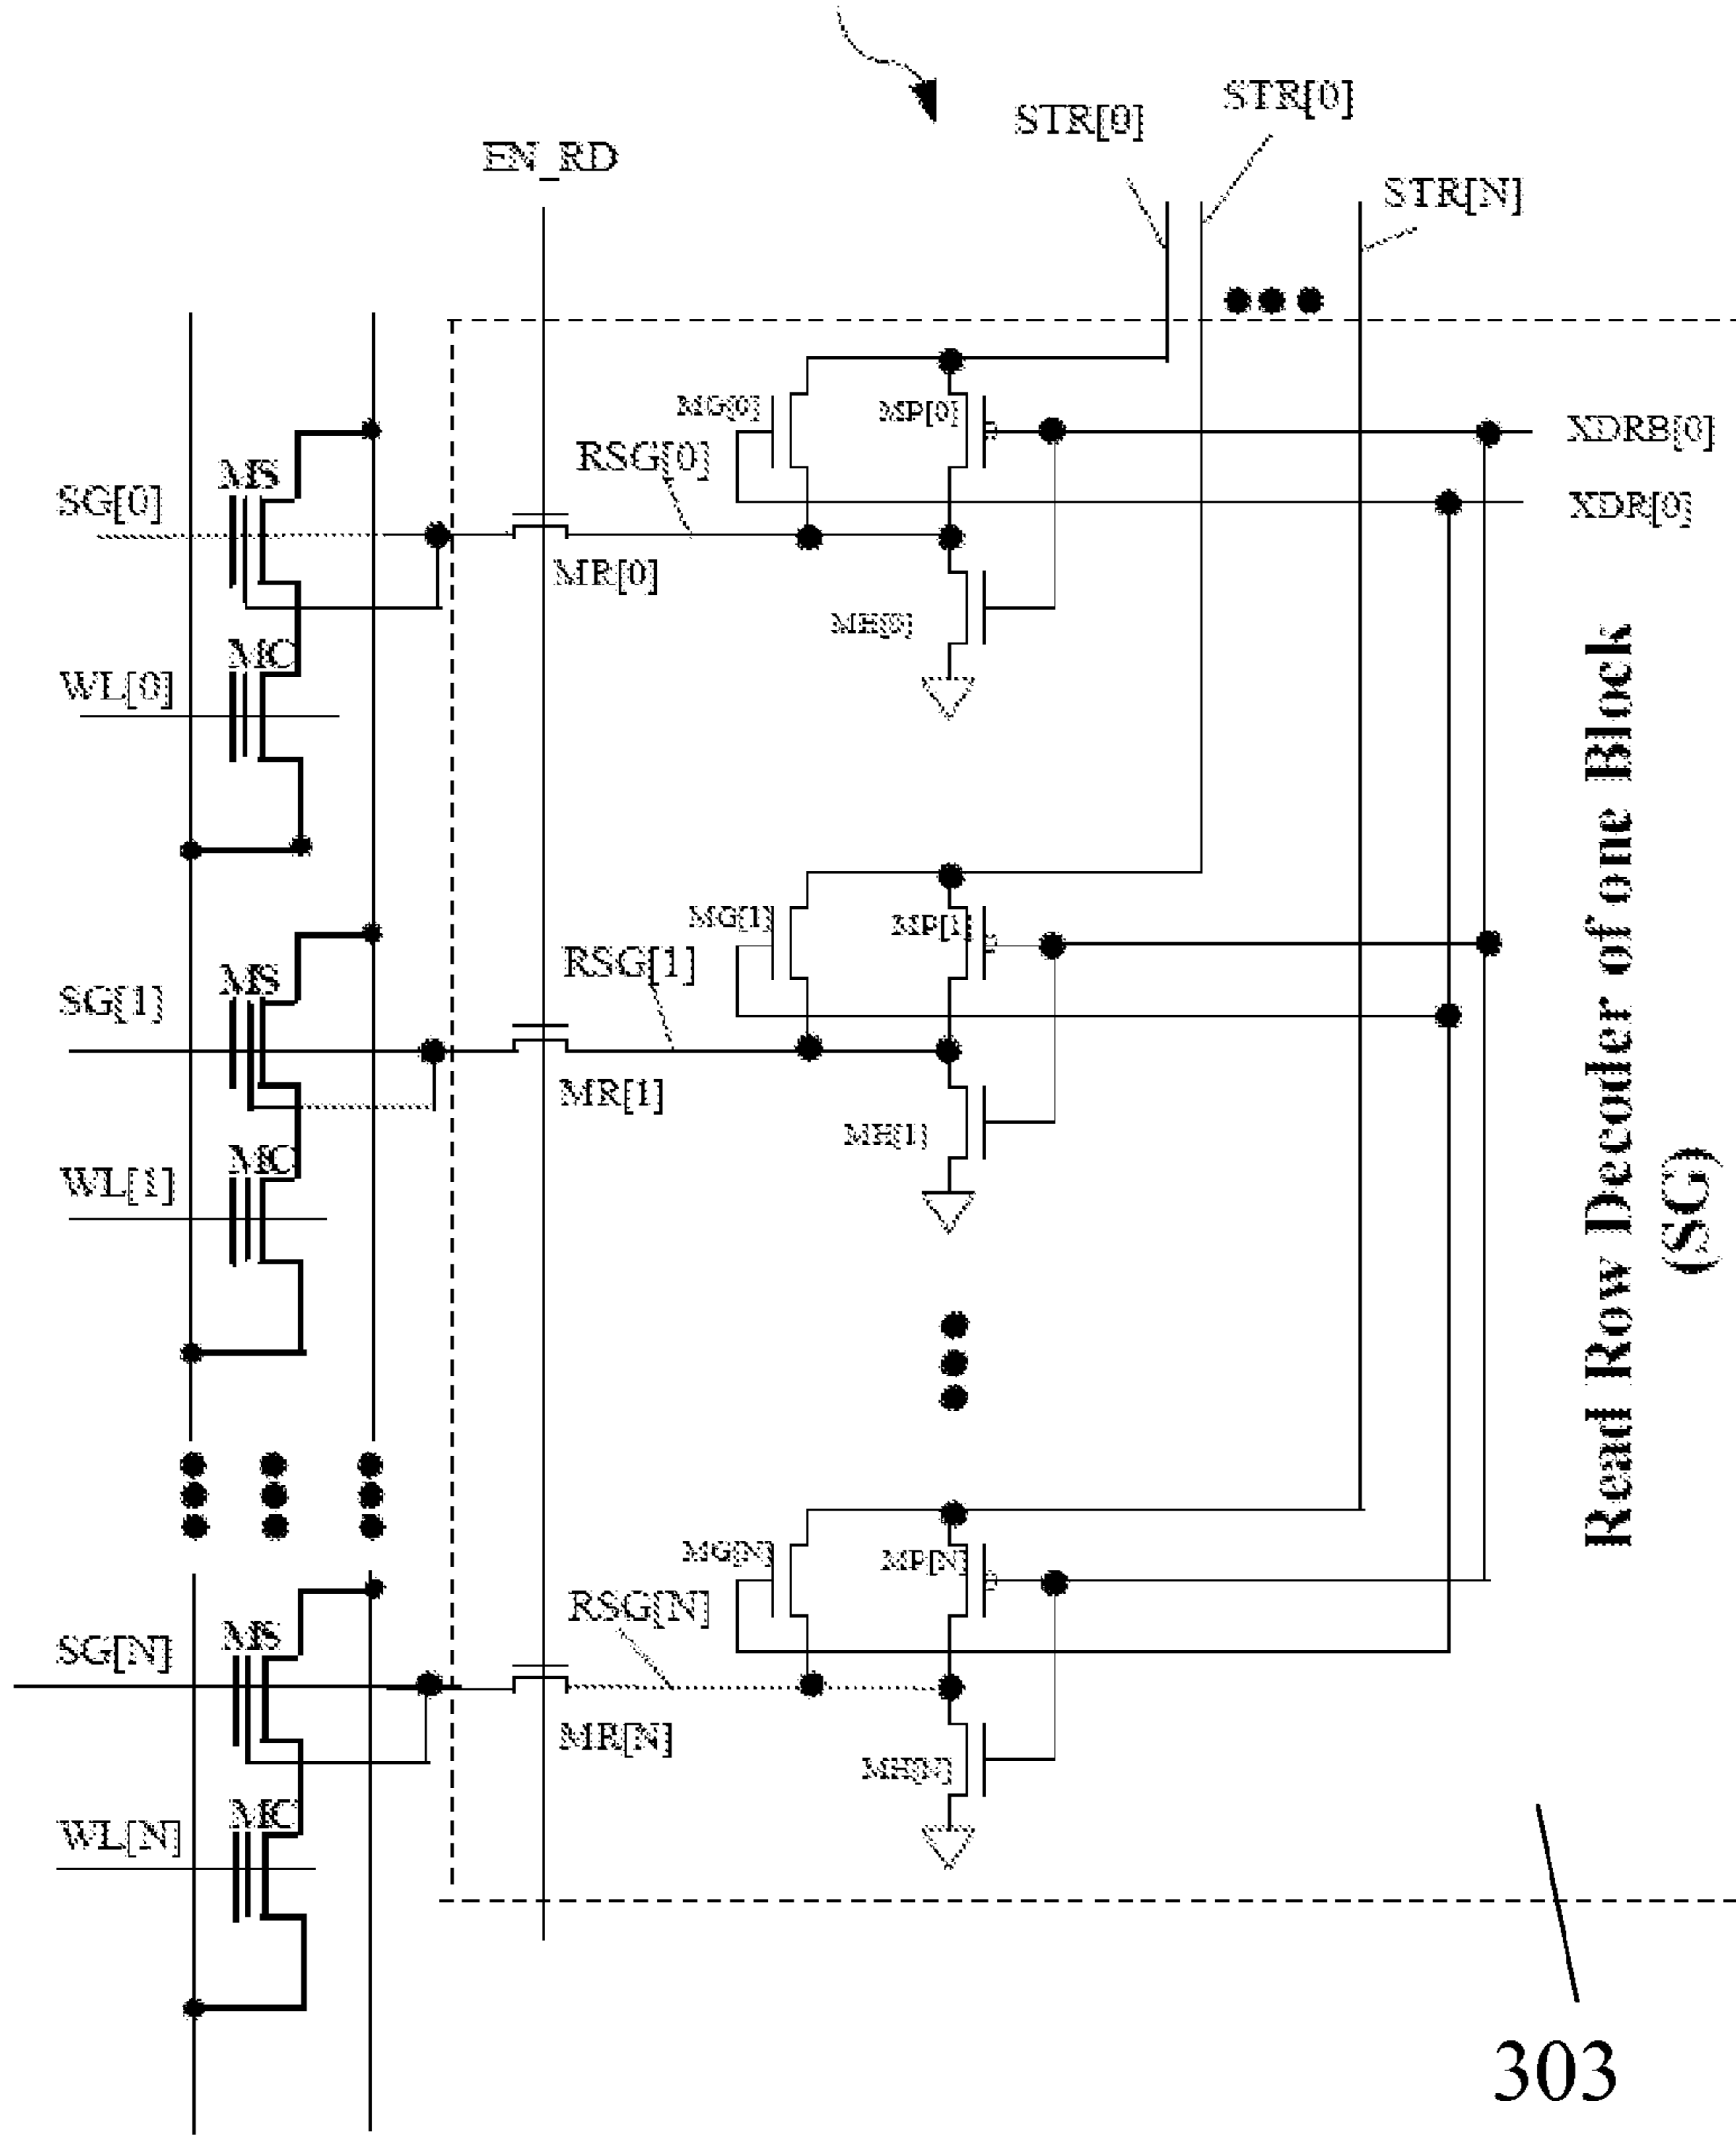 STR[0]
STR[0]
EN_RD
STR[N]
MG[0]
MP[0]
XDRB[0]
RSG[0]
MS
SG[0]
XDR[0]
MR[0]
MH[0]
MC
WL[0]
MG[1]
MP[1]
RSG[1]
MS
SG[1]
MR[1]
MH[1]
MC
WL[1]
Read Row Decoder of one Block
(SG)
MG[N]
MP[N]
RSG[N]
MS
SG[N]
MR[N]
MH[N]
MC
WL[N]
303